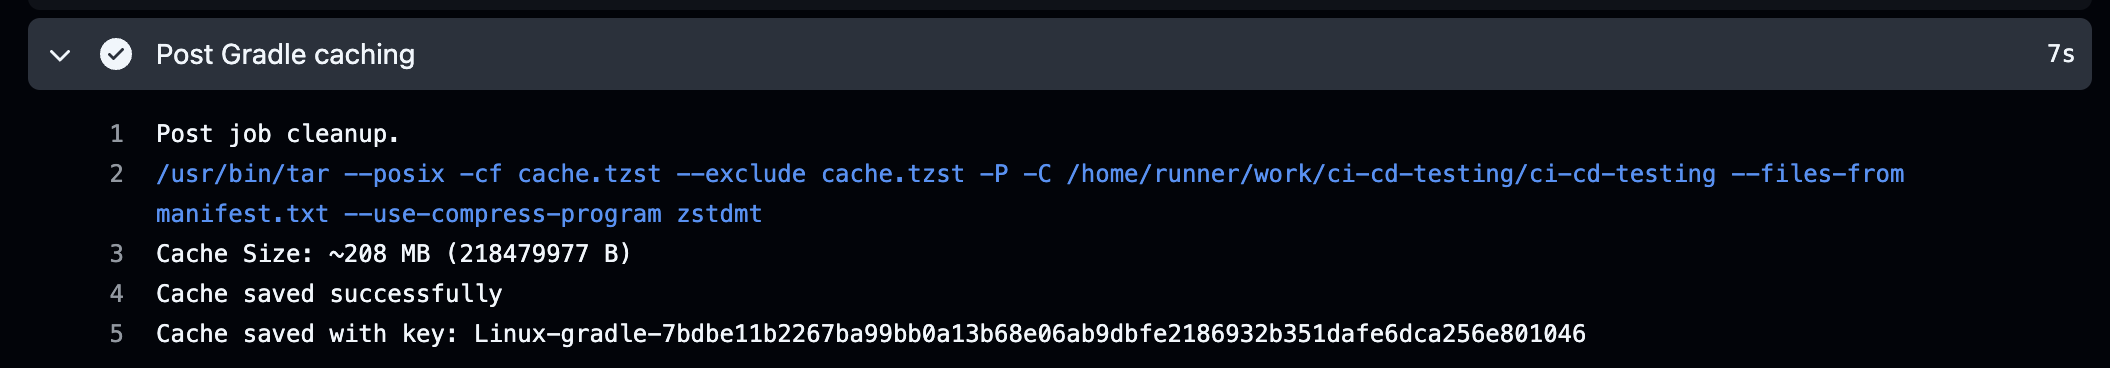 Post Gradle caching 7s
1 Post job cleanup.
2 /usr/bin/tar --posix -cf cache.tzst --exclude cache.tzst -P -C /home/runner/work/ci-cd-testing/ci-cd-testing --files-from
manifest.txt --use-compress-program zstdmt
3 Cache Size: ~208 MB (218479977 B)
4 Cache saved successfully
5 Cache saved with key: Linux-gradle-7bdbe11b2267ba99bb0a13b68e06ab9dbfe2186932b351dafe6dca256e801046